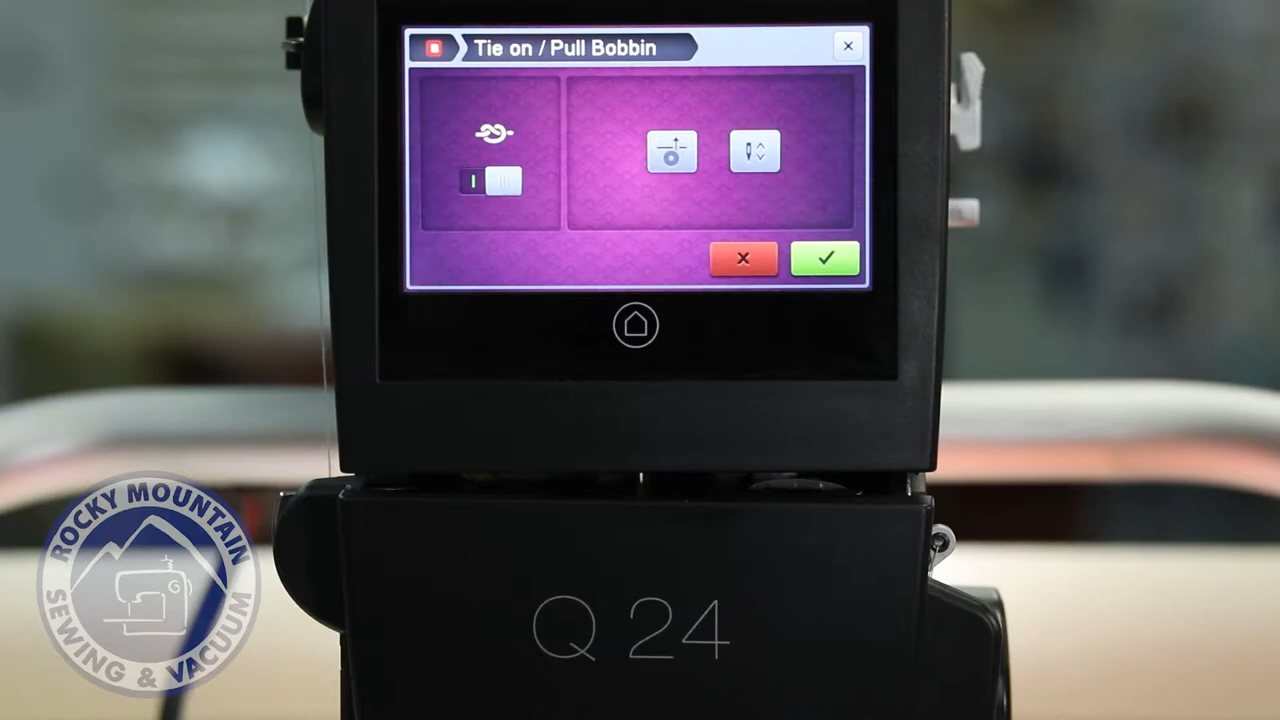 B
Tie on / Pull Bobbin
ROCKY MOUNTAIN
SEWING & VACUUM
Q 24